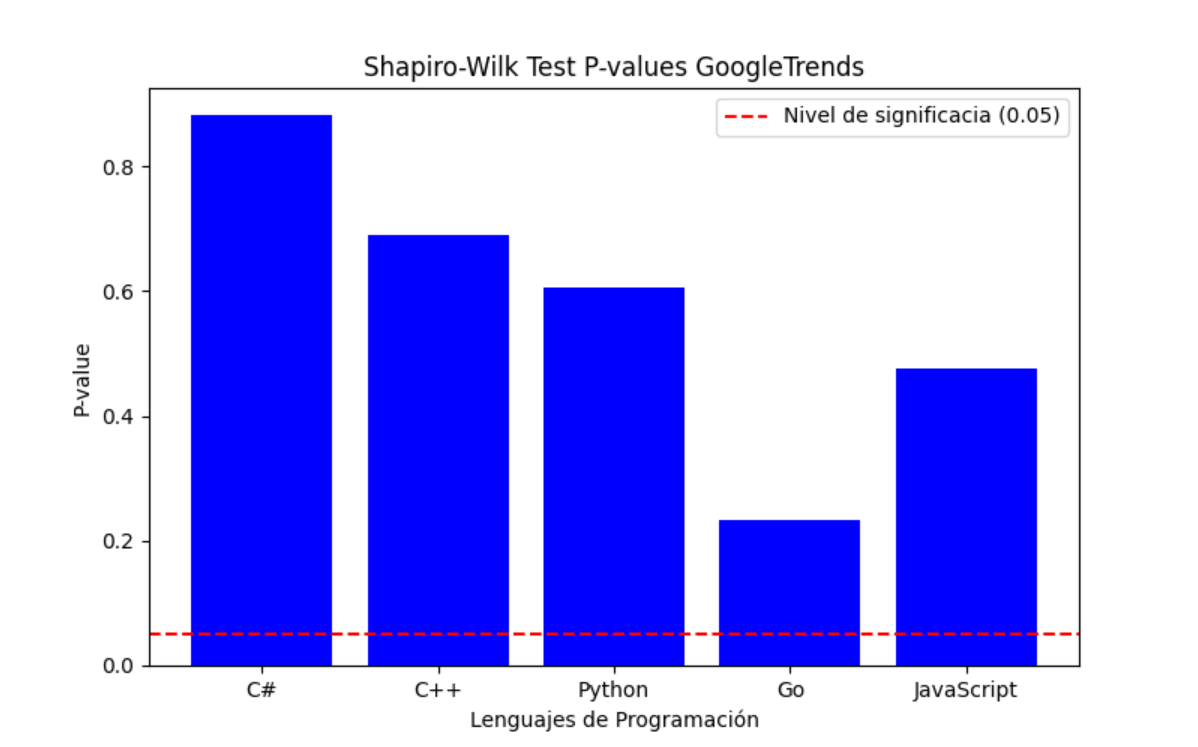 Shapiro-Wilk Test P-values GoogleTrends
Nivel de significacia (0.05)
P-value
0.8
0.6
0.4
0.2
0.0
C# C++ Python Go JavaScript
Lenguajes de Programación